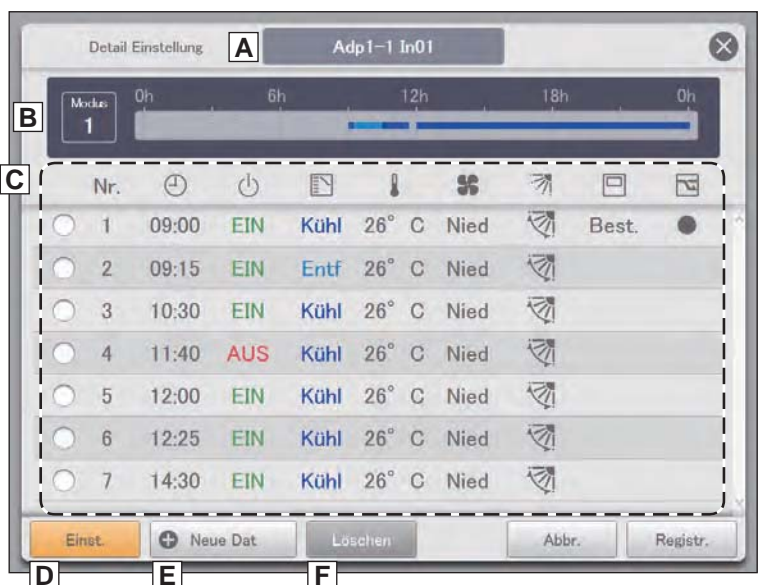 Detail Einstellung A Adp1-1 In01
B Modus 1 0h 6h 12h 18h 0h
C Nr.
1 09:00 EIN Kühl 26° C Nied Best.
2 09:15 EIN Entf 26° C Nied
3 10:30 EIN Kühl 26° C Nied
4 11:40 AUS Kühl 26° C Nied
5 12:00 EIN Kühl 26° C Nied
6 12:25 EIN Kühl 26° C Nied
7 14:30 EIN Kühl 26° C Nied
Einst. Neue Dat Löschen Abbr. Registr.
D E F